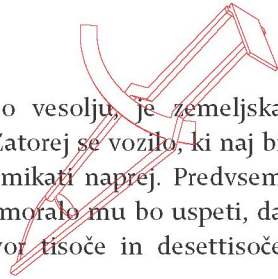 o vesolju, je zemeljska
Zatorej se vozilo, ki naj bi
mikati naprej. Predvsem
moralo mu bo uspeti, da
vor tisoče in desettisoče